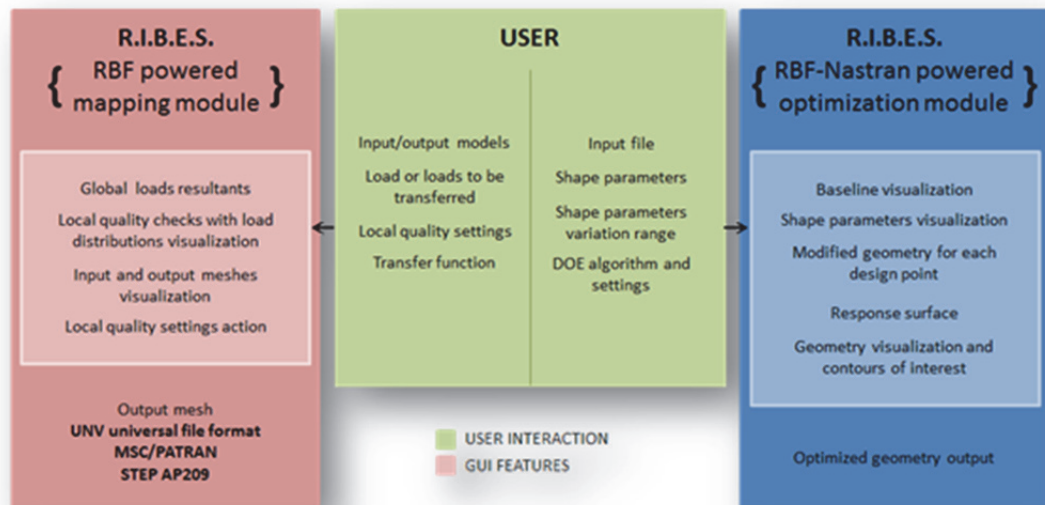 R.I.B.E.S.
{ RBF powered }
mapping module
Global loads resultants
Local quality checks with load
distributions visualization
Input and output meshes
visualization
Local quality settings action
Output mesh
UNV universal file format
MSC/PATRAN
STEP AP209
USER
Input/output models
Load or loads to be
transferred
Local quality settings
Transfer function
Input file
Shape parameters
Shape parameters
variation range
DOE algorithm and
settings
USER INTERACTION
GUI FEATURES
R.I.B.E.S.
{ RBF-Nastran powered }
optimization module
Baseline visualization
Shape parameters visualization
Modified geometry for each
design point
Response surface
Geometry visualization and
contours of interest
Optimized geometry output